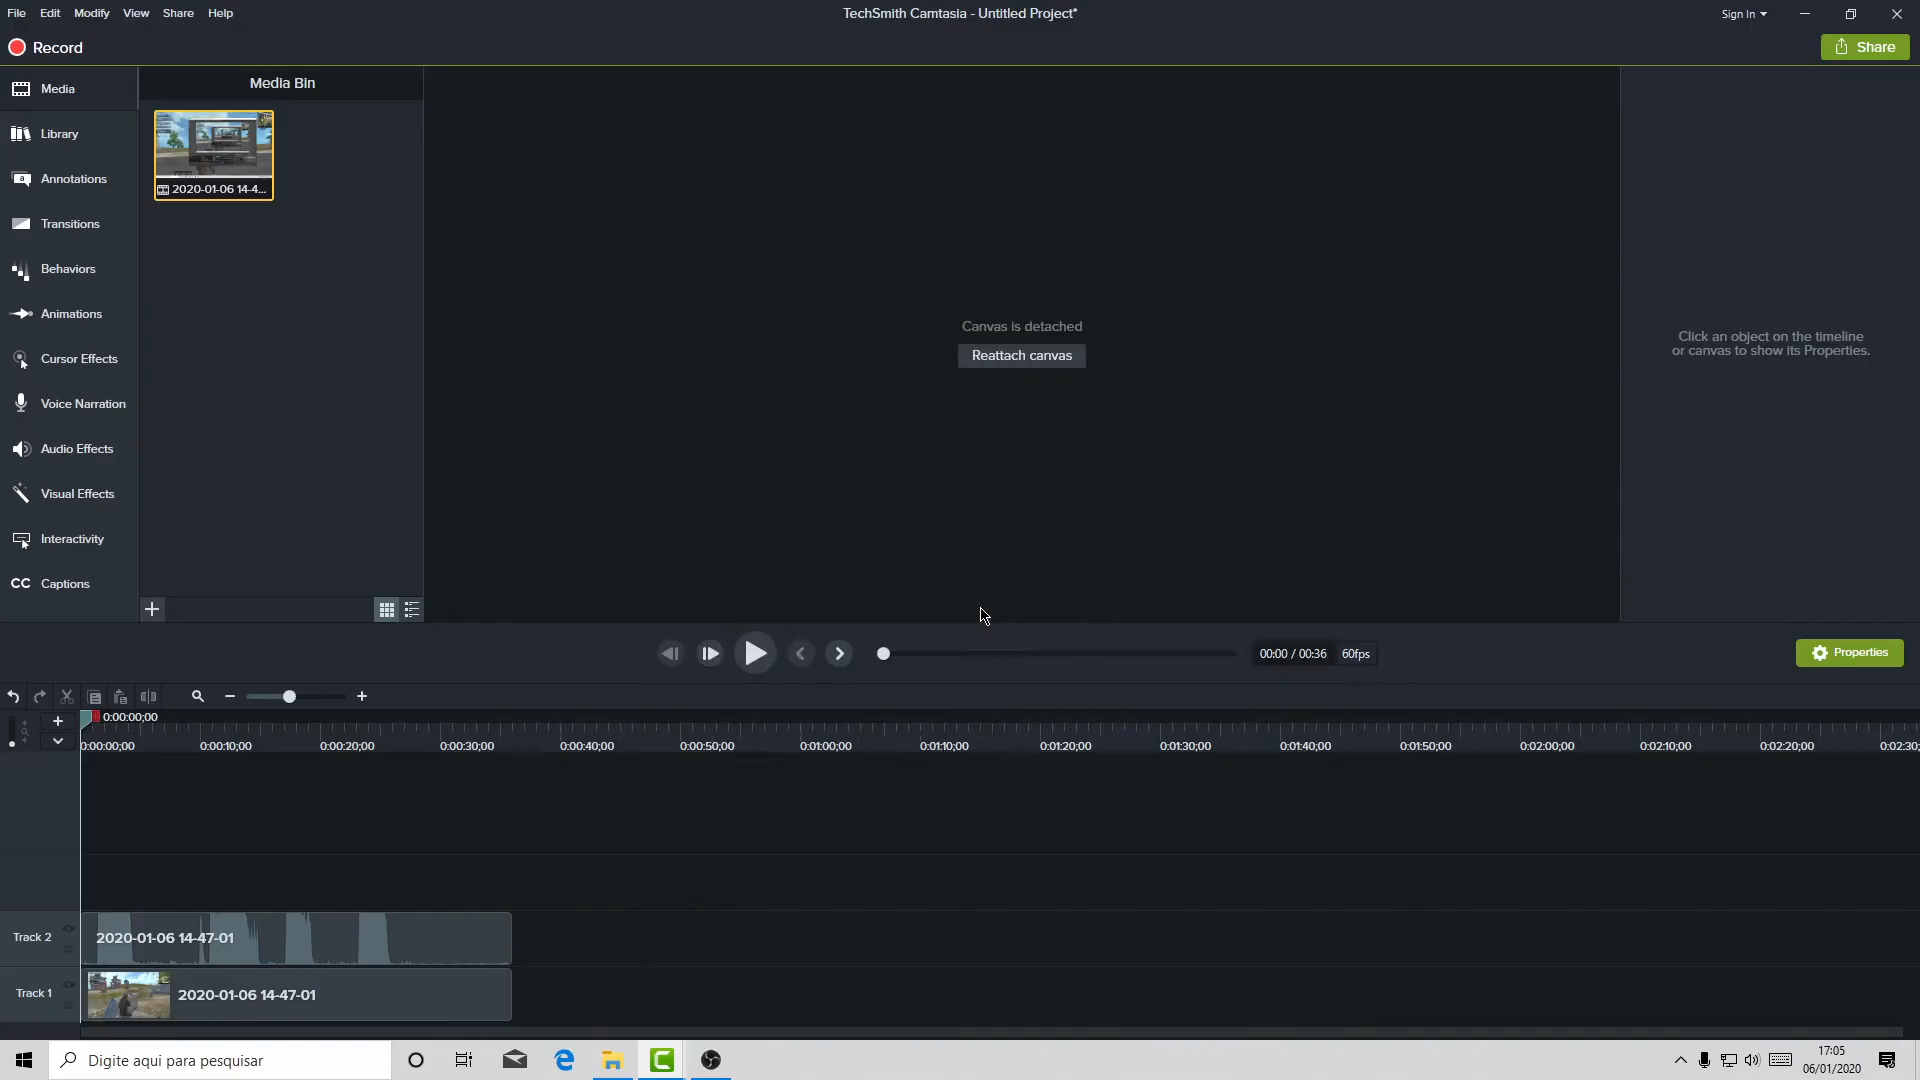 File Edit Modify View Share Help
TechSmith Camtasia - Untitled Project*
Sign In
Record
Share
Media
Media Bin
Library
2020-01-06 14-4...
Annotations
Transitions
Behaviors
Animations
Canvas is detached
Reattach canvas
Click an object on the timeline
or canvas to show its Properties.
Cursor Effects
Voice Narration
Audio Effects
Visual Effects
Interactivity
CC Captions
00:00 / 00:36 60fps
Properties
0:00:00;00
0:00:00;00 0:00:10;00 0:00:20;00 0:00:30;00 0:00:40;00 0:00:50;00 0:01:00;00 0:01:10;00 0:01:20;00 0:01:30;00 0:01:40;00 0:01:50;00 0:02:00;00 0:02:10;00 0:02:20;00 0:02:30;
Track 2
2020-01-06 14-47-01
Track 1
2020-01-06 14-47-01
Digite aqui para pesquisar
17:05
06/01/2020